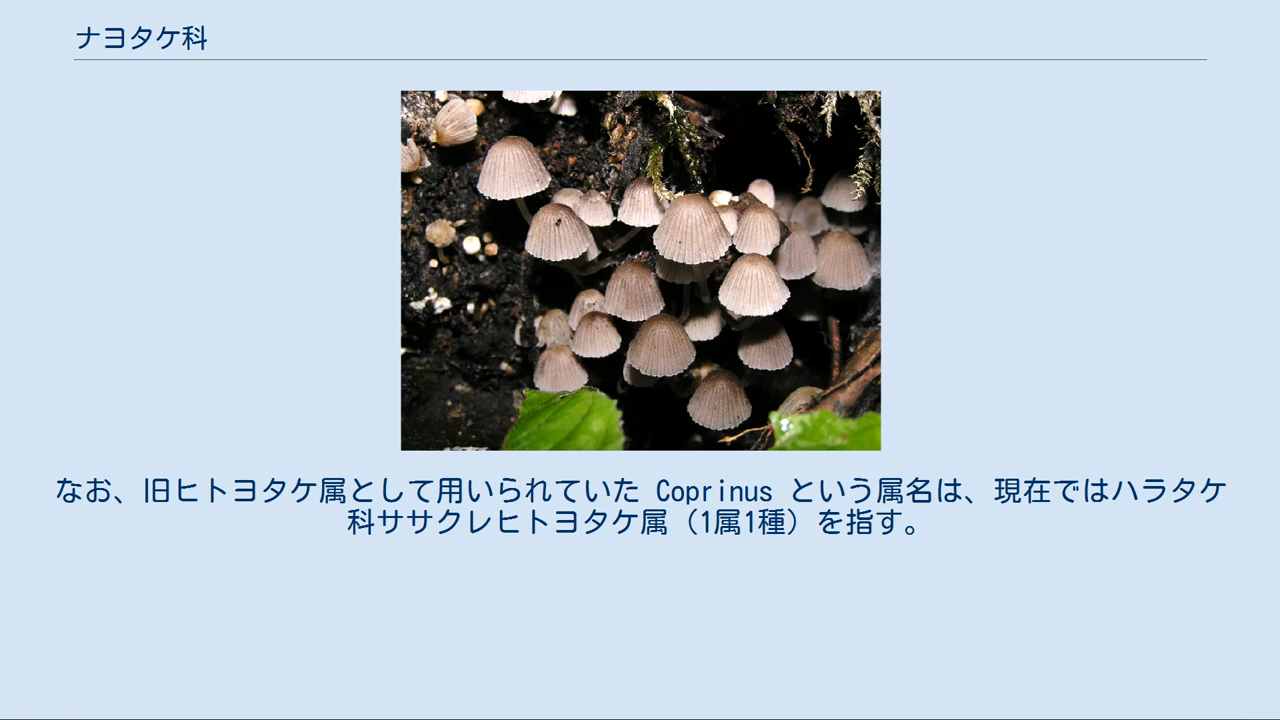 ナヨタケ科
なお、旧ヒトヨタケ属として用いられていた Coprinus という属名は、現在ではハラタケ
科ササクレヒトヨタケ属（1属1種）を指す。